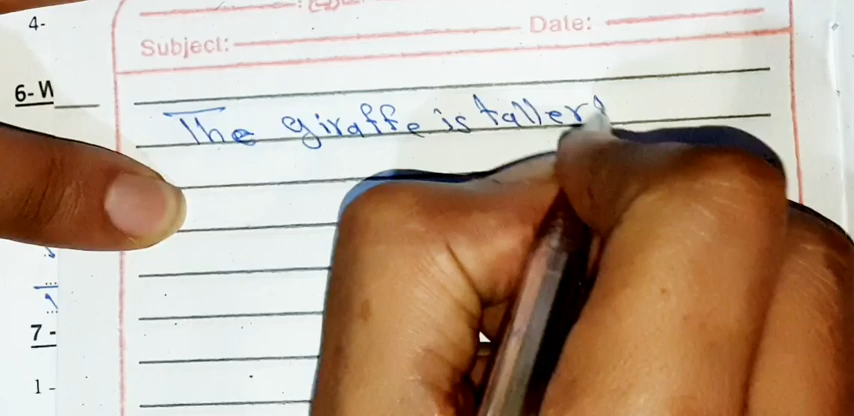 4-
Subject: Date:
6- W
The giraffe is taller
7-
1-